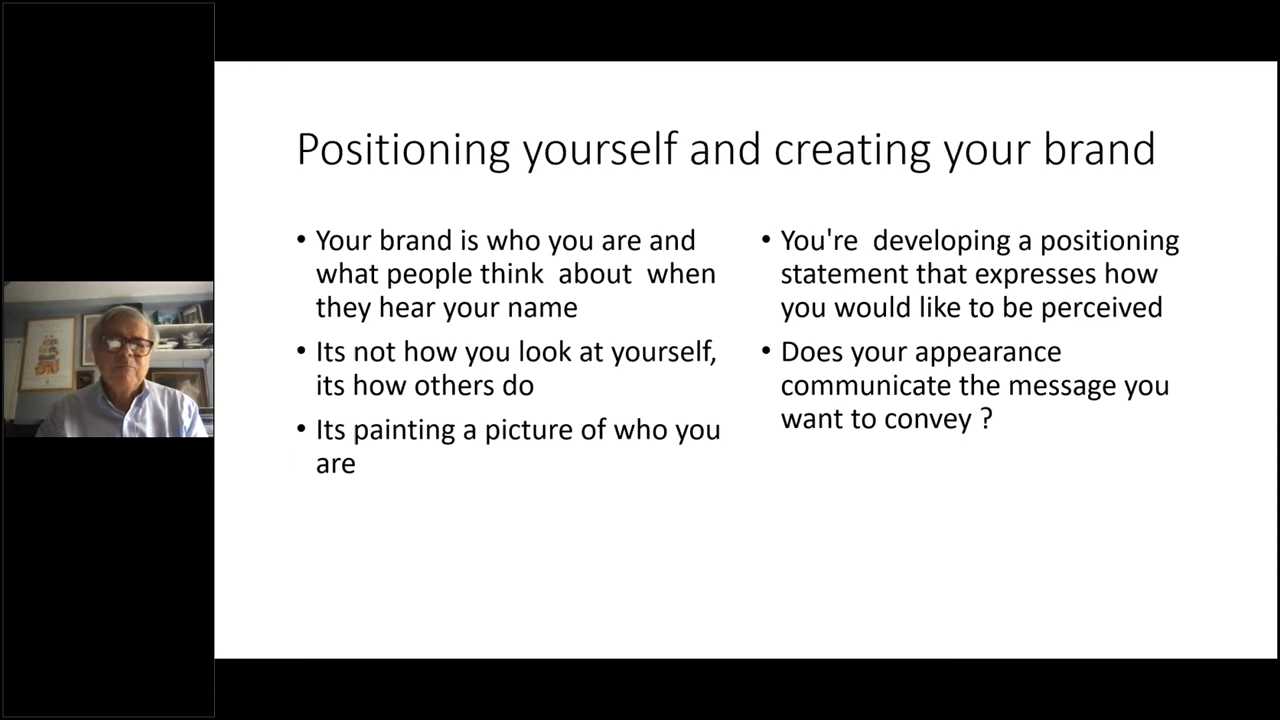 Positioning yourself and creating your brand
• Your brand is who you are and
what people think  about  when
they hear your name
• Its not how you look at yourself,
its how others do
• Its painting a picture of who you
are
• You're  developing a positioning
statement that expresses how
you would like to be perceived
• Does your appearance
communicate the message you
want to convey ?